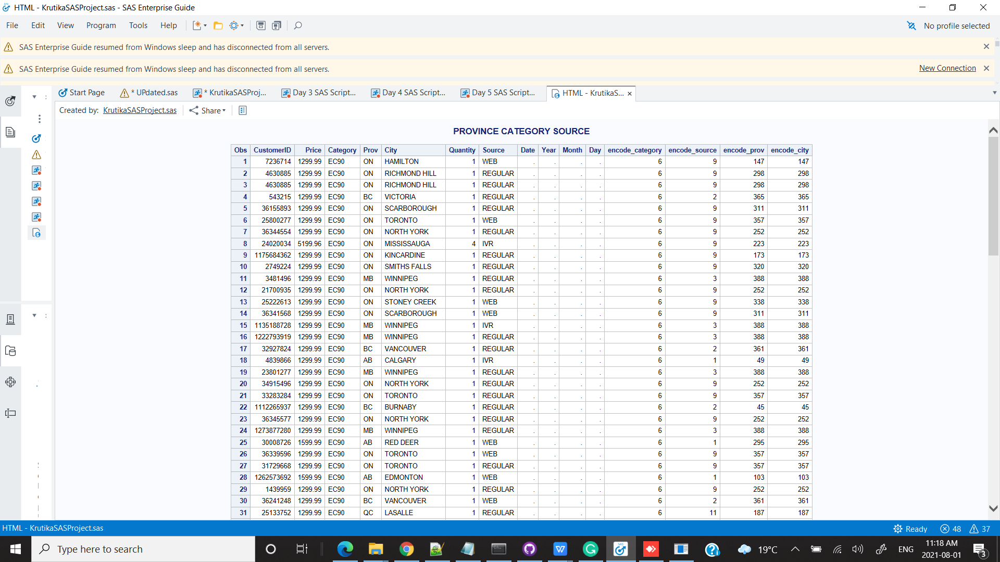 HTML - KrutikaSASProject.sas - SAS Enterprise Guide
File Edit View Program Tools Help No profile selected
SAS Enterprise Guide resumed from Windows sleep and has disconnected from all servers.
SAS Enterprise Guide resumed from Windows sleep and has disconnected from all servers. New Connection
Start Page * UPdated.sas * KrutikaSASProj... Day 3 SAS Script... Day 4 SAS Script... Day 5 SAS Script... HTML - KrutikaS...
Created by: KrutikaSASProject.sas Share
PROVINCE CATEGORY SOURCE
Obs CustomerID Price Category Prov City Quantity Source Date Year Month Day encode_category encode_source encode_prov encode_city
1 7236714 1299.99 EC90 ON HAMILTON 1 WEB . . . . 6 9 147 147
2 4630885 1299.99 EC90 ON RICHMOND HILL 1 REGULAR . . . . 6 9 298 298
3 4630885 1299.99 EC90 ON RICHMOND HILL 1 REGULAR . . . . 6 9 298 298
4 543215 1299.99 EC90 BC VICTORIA 1 REGULAR . . . . 6 2 365 365
5 36155893 1299.99 EC90 ON SCARBOROUGH 1 REGULAR . . . . 6 9 311 311
6 25800277 1299.99 EC90 ON TORONTO 1 WEB . . . . 6 9 357 357
7 36344554 1299.99 EC90 ON NORTH YORK 1 REGULAR . . . . 6 9 252 252
8 24020034 5199.96 EC90 ON MISSISSAUGA 4 IVR . . . . 6 9 223 223
9 1175684362 1299.99 EC90 ON KINCARDINE 1 REGULAR . . . . 6 9 173 173
10 2749224 1299.99 EC90 ON SMITHS FALLS 1 REGULAR . . . . 6 9 320 320
11 3481496 1299.99 EC90 MB WINNIPEG 1 REGULAR . . . . 6 3 388 388
12 21700935 1299.99 EC90 ON NORTH YORK 1 REGULAR . . . . 6 9 252 252
13 25222613 1299.99 EC90 ON STONEY CREEK 1 WEB . . . . 6 9 338 338
14 36341568 1299.99 EC90 ON SCARBOROUGH 1 WEB . . . . 6 9 311 311
15 1135188728 1299.99 EC90 MB WINNIPEG 1 IVR . . . . 6 3 388 388
16 1222793919 1299.99 EC90 MB WINNIPEG 1 REGULAR . . . . 6 3 388 388
17 32927824 1299.99 EC90 BC VANCOUVER 1 REGULAR . . . . 6 2 361 361
18 4839866 1299.99 EC90 AB CALGARY 1 IVR . . . . 6 1 49 49
19 23801277 1299.99 EC90 MB WINNIPEG 1 REGULAR . . . . 6 3 388 388
20 34915496 1299.99 EC90 ON NORTH YORK 1 REGULAR . . . . 6 9 252 252
21 33283284 1299.99 EC90 ON TORONTO 1 REGULAR . . . . 6 9 357 357
22 1112265937 1299.99 EC90 BC BURNABY 1 REGULAR . . . . 6 2 45 45
23 36345577 1299.99 EC90 ON NORTH YORK 1 REGULAR . . . . 6 9 252 252
24 1273877280 1299.99 EC90 MB WINNIPEG 1 REGULAR . . . . 6 3 388 388
25 30008726 1599.99 EC90 AB RED DEER 1 WEB . . . . 6 1 295 295
26 36339596 1299.99 EC90 ON TORONTO 1 WEB . . . . 6 9 357 357
27 31729668 1299.99 EC90 ON TORONTO 1 REGULAR . . . . 6 9 357 357
28 1262573692 1599.99 EC90 AB EDMONTON 1 WEB . . . . 6 1 103 103
29 1439959 1299.99 EC90 ON NORTH YORK 1 REGULAR . . . . 6 9 252 252
30 36241248 1299.99 EC90 BC VANCOUVER 1 WEB . . . . 6 2 361 361
31 25133752 1299.99 EC90 QC LASALLE 1 REGULAR . . . . 6 11 187 187
HTML - KrutikaSASProject.sas Ready 48 37
Type here to search 19°C ENG 11:18 AM
2021-08-01 3